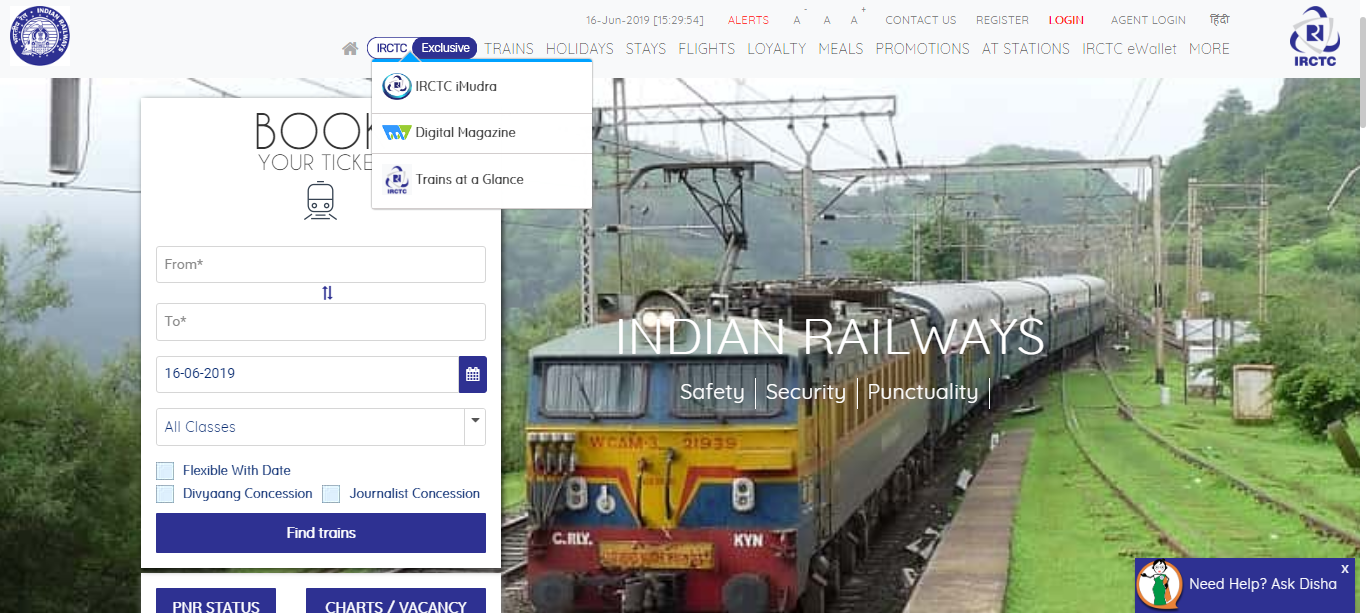 16-Jun-2019 [15:29:54] ALERTS A- A A+ CONTACT US REGISTER LOGIN AGENT LOGIN हिंदी
IRCTC Exclusive TRAINS HOLIDAYS STAYS FLIGHTS LOYALTY MEALS PROMOTIONS AT STATIONS IRCTC eWallet MORE
INDIAN RAILWAYS
IRCTC
IRCTC iMudra
Digital Magazine
IRCTC
Trains at a Glance
BOOK
YOUR TICKE
From*
To*
16-06-2019
All Classes
Flexible With Date
Divyaang Concession Journalist Concession
Find trains
PNR STATUS CHARTS / VACANCY
INDIAN RAILWAYS
Safety Security Punctuality
WCAM-3 21939
C.RLY. KYN
Need Help? Ask Disha
x